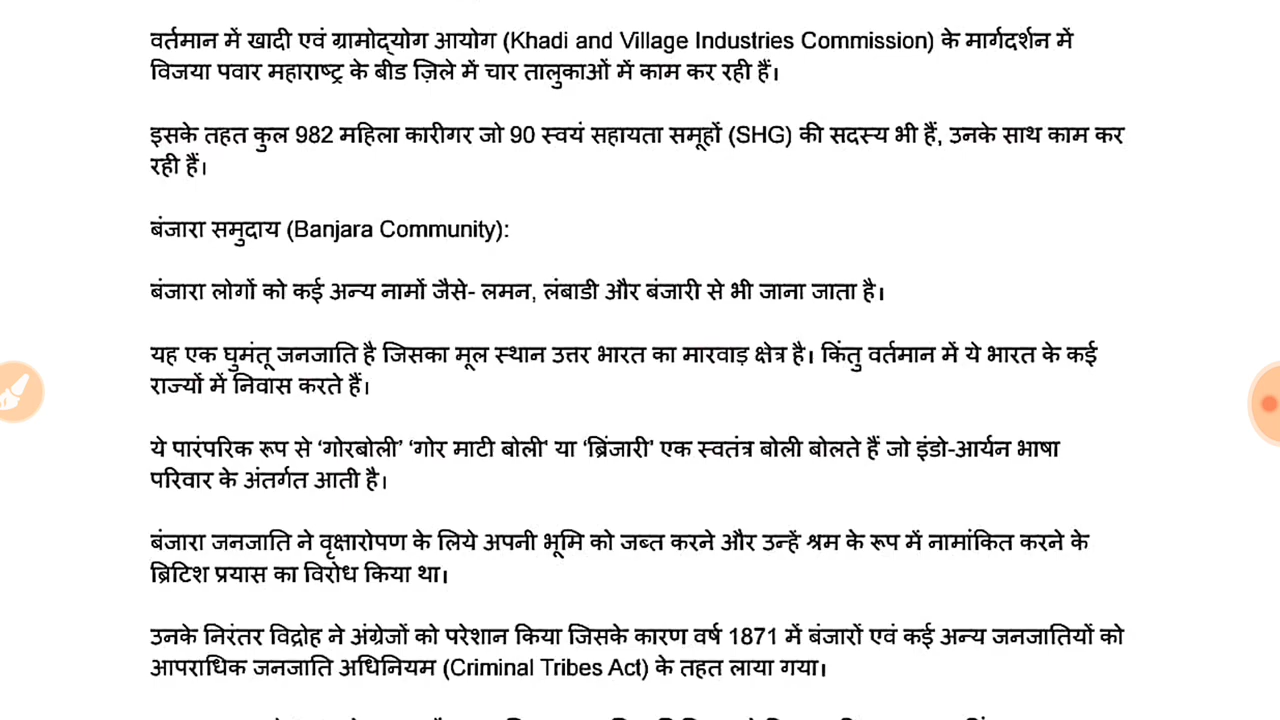 वर्तमान में खादी एवं ग्रामोद्योग आयोग (Khadi and Village Industries Commission) के मार्गदर्शन में
विजया पवार महाराष्ट्र के बीड ज़िले में चार तालुकाओं में काम कर रही हैं।
इसके तहत कुल 982 महिला कारीगर जो 90 स्वयं सहायता समूहों (SHG) की सदस्य भी हैं, उनके साथ काम कर
रही हैं।
बंजारा समुदाय (Banjara Community):
बंजारा लोगों को कई अन्य नामों जैसे- लमन, लंबाडी और बंजारी से भी जाना जाता है।
यह एक घुमंतू जनजाति है जिसका मूल स्थान उत्तर भारत का मारवाड़ क्षेत्र है। किंतु वर्तमान में ये भारत के कई
राज्यों में निवास करते हैं।
ये पारंपरिक रूप से ‘गोरबोली’ ‘गोर माटी बोली’ या ‘ब्रिंजारी’ एक स्वतंत्र बोली बोलते हैं जो इंडो-आर्यन भाषा
परिवार के अंतर्गत आती है।
बंजारा जनजाति ने वृक्षारोपण के लिये अपनी भूमि को जब्त करने और उन्हें श्रम के रूप में नामांकित करने के
ब्रिटिश प्रयास का विरोध किया था।
उनके निरंतर विद्रोह ने अंग्रेजों को परेशान किया जिसके कारण वर्ष 1871 में बंजारों एवं कई अन्य जनजातियों को
आपराधिक जनजाति अधिनियम (Criminal Tribes Act) के तहत लाया गया।